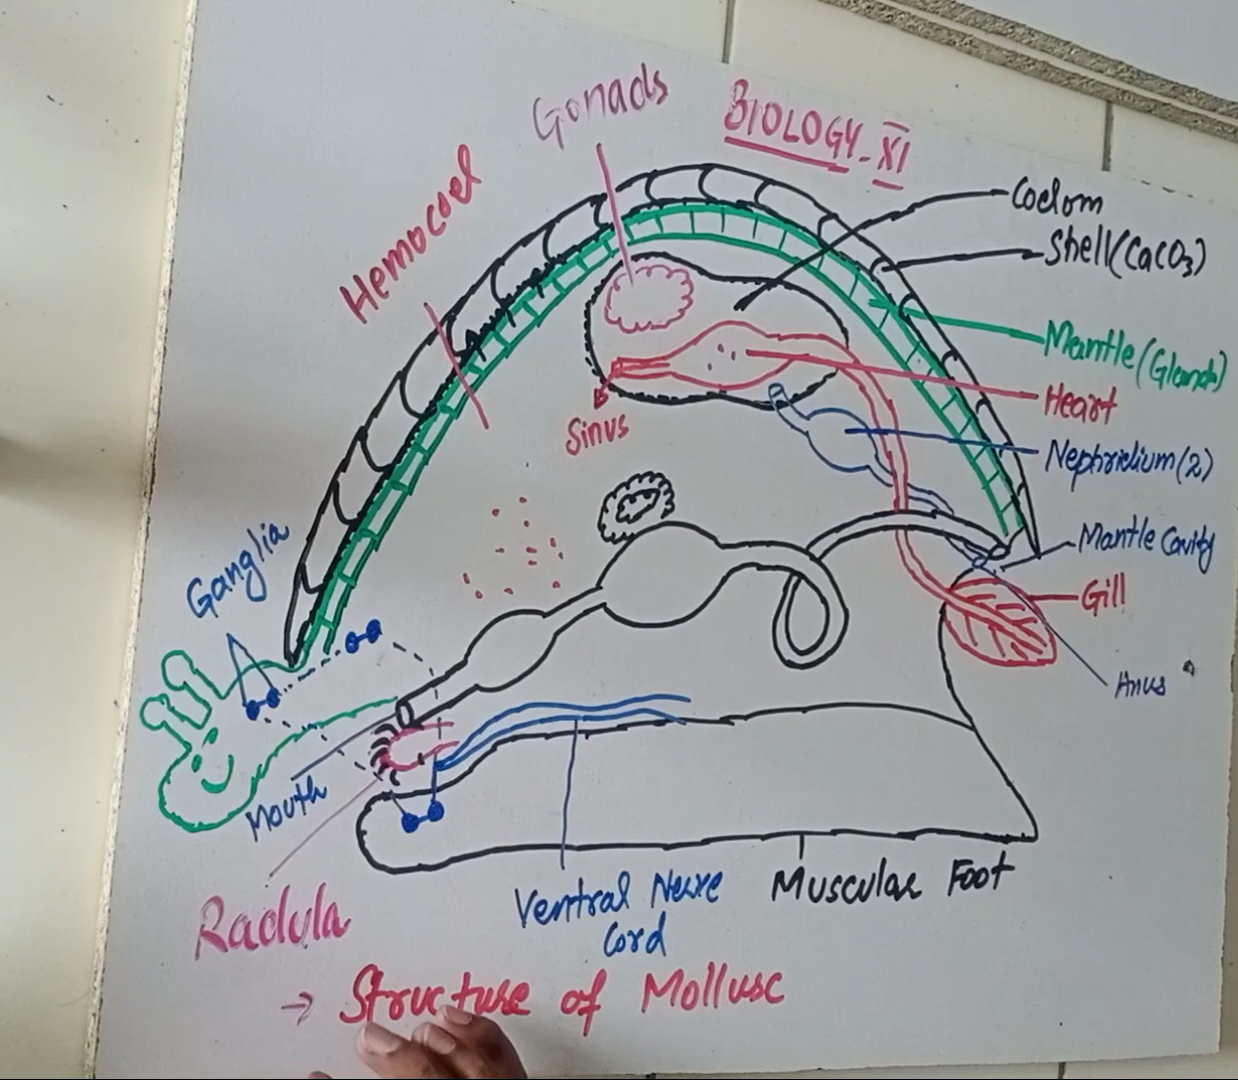 Gonads
BIOLOGY-XI
Hemocoel
Coelom
Shell(CaCO3)
Mantle(Glands)
Heart
Sinus
Nephridium(2)
Ganglia
Mantle Cavity
Gill
Anus
Mouth
Radula
Ventral Nerve
Cord
Muscular Foot
→ Structure of Mollusc